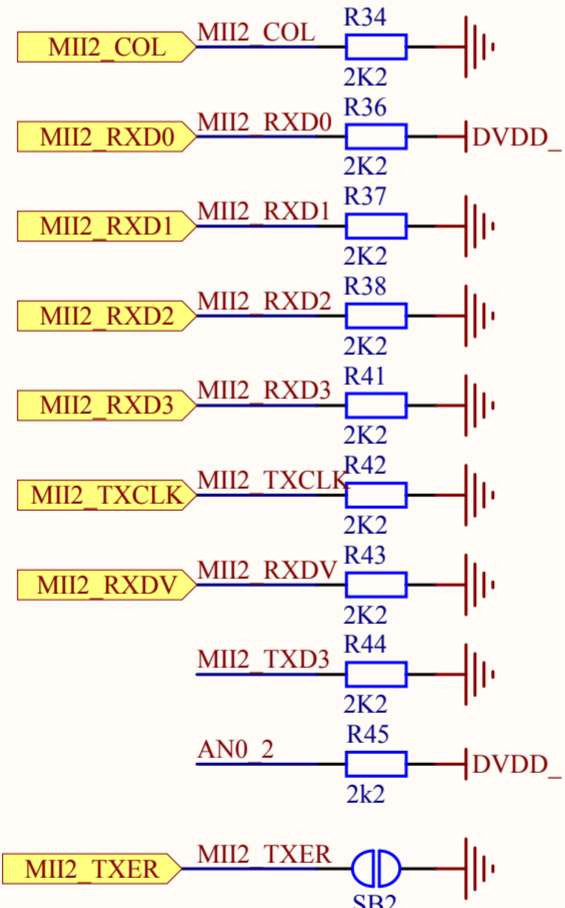 R34
MII2_COL MII2_COL
2K2
R36
MII2_RXD0 MII2_RXD0 DVDD_
2K2
R37
MII2_RXD1 MII2_RXD1
2K2
R38
MII2_RXD2 MII2_RXD2
2K2
R41
MII2_RXD3 MII2_RXD3
2K2
R42
MII2_TXCLK MII2_TXCLK
2K2
R43
MII2_RXDV MII2_RXDV
2K2
R44
MII2_TXD3
2K2
R45
AN0_2 DVDD_
2k2
MII2_TXER MII2_TXER
SB2